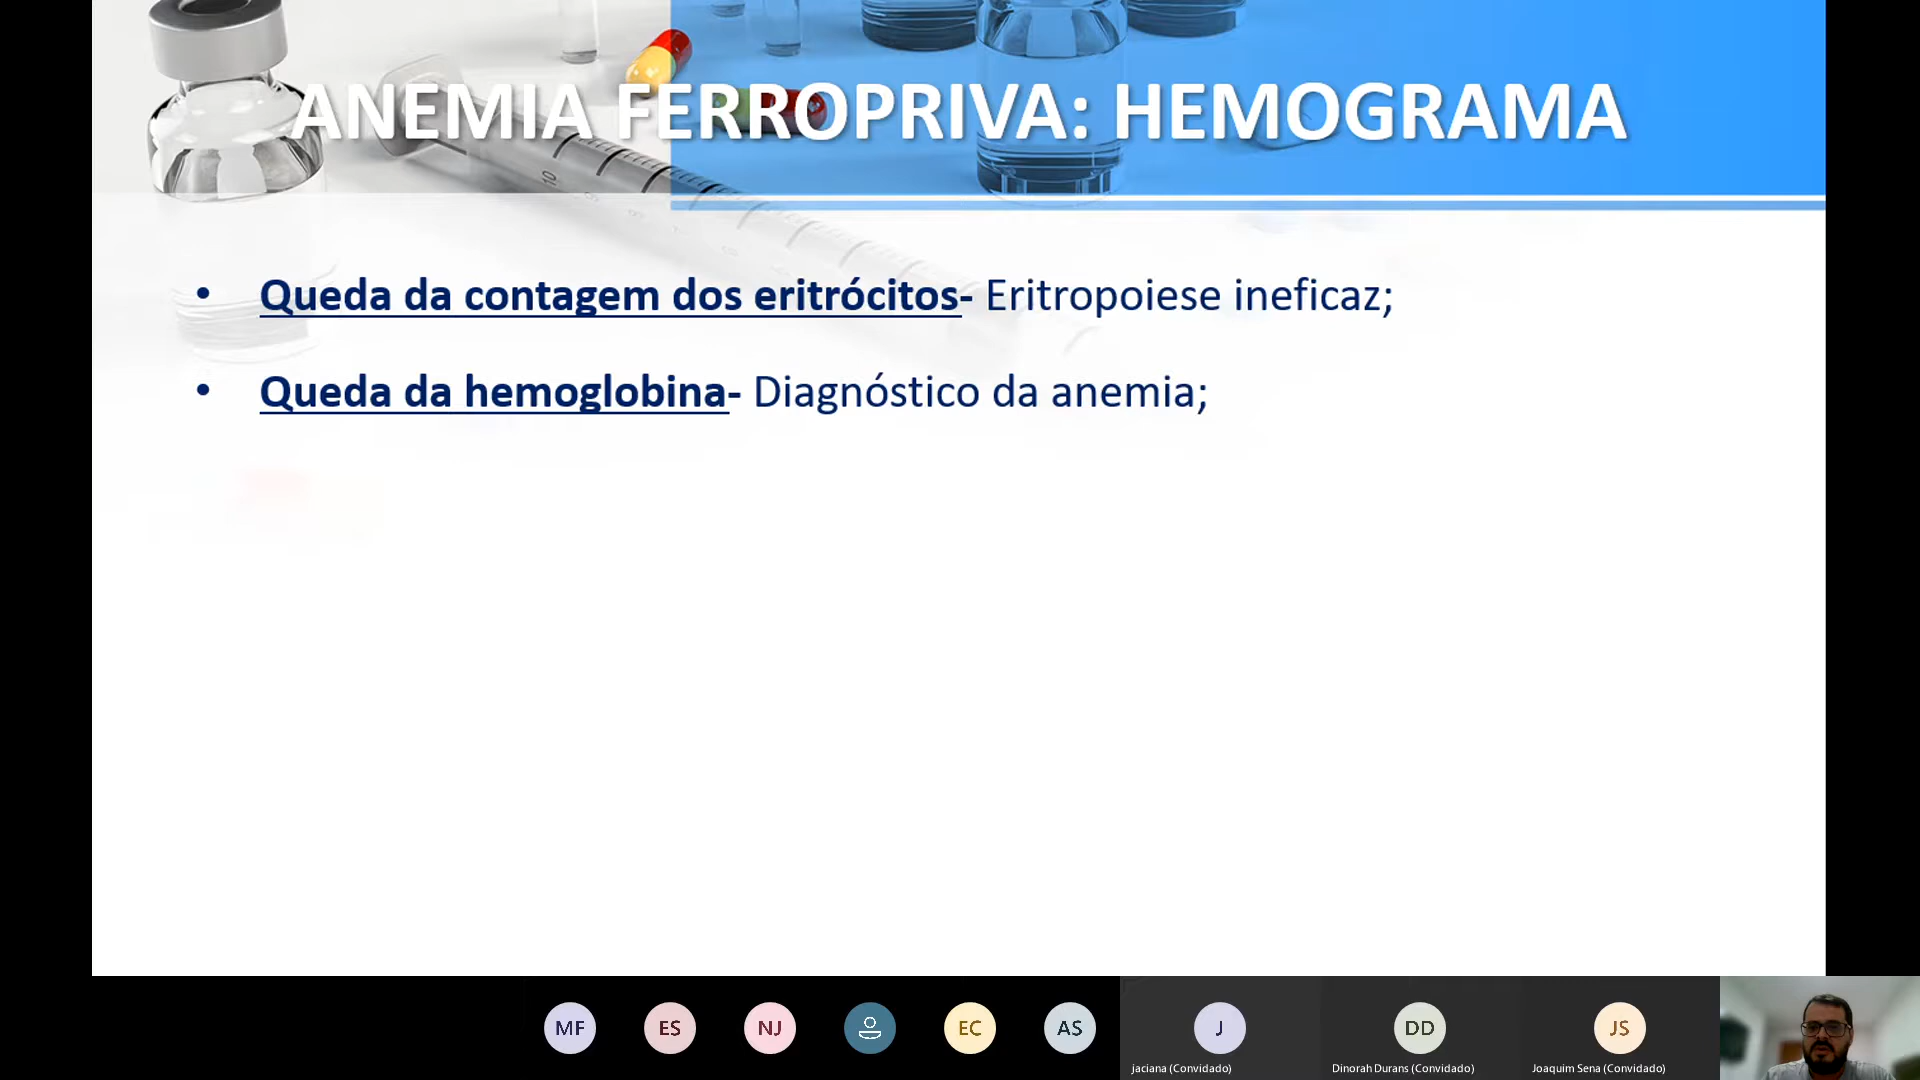 ANEMIA FERROPRIVA: HEMOGRAMA
• Queda da contagem dos eritrócitos- Eritropoiese ineficaz;
• Queda da hemoglobina- Diagnóstico da anemia;
10
MF ES NJ EC AS J DD JS
jaciana (Convidado) Dinorah Durans (Convidado) Joaquim Sena (Convidado)